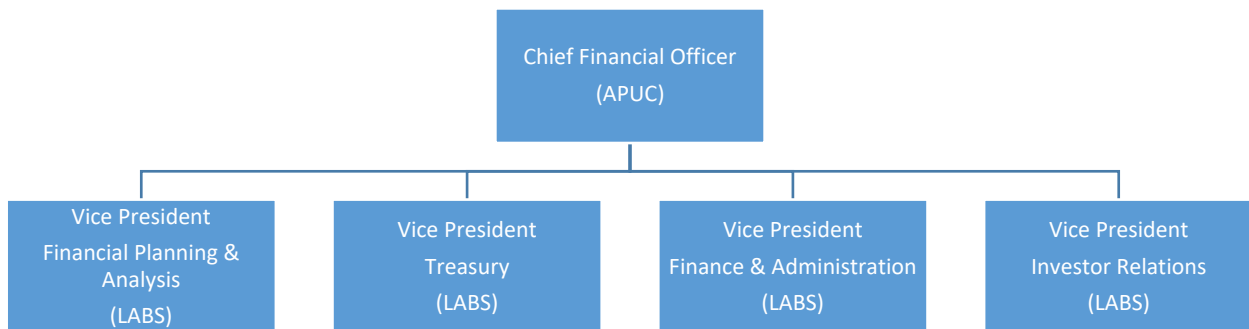 Chief Financial Officer
(APUC)
Vice President
Financial Planning &
Analysis
(LABS)
Vice President
Treasury
(LABS)
Vice President
Finance & Administration
(LABS)
Vice President
Investor Relations
(LABS)